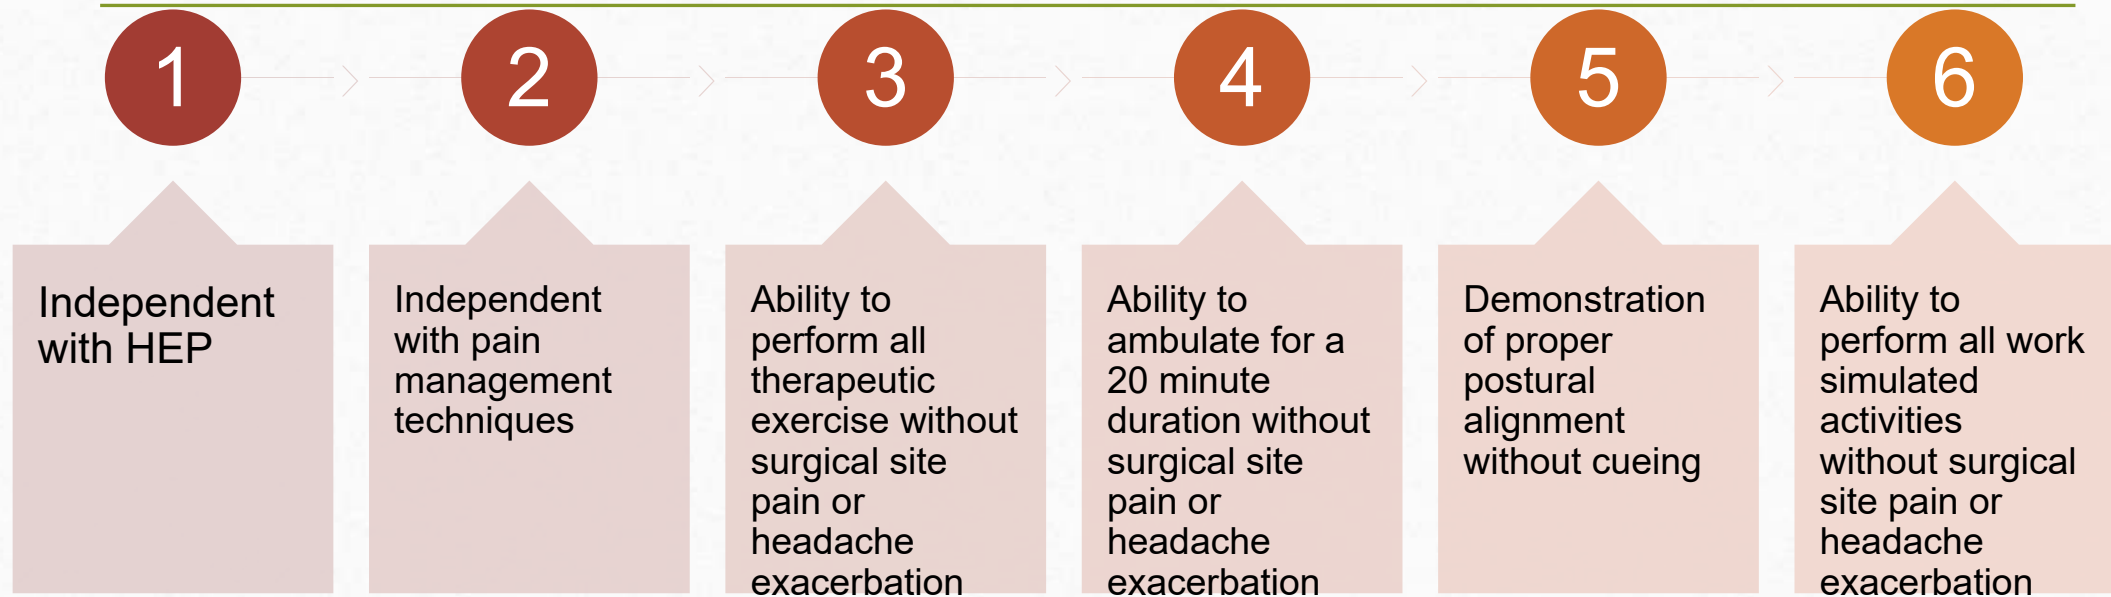 1
2
3
4
5
6
Independent
with HEP
Independent
with pain
management
techniques
Ability to
perform all
therapeutic
exercise without
surgical site
pain or
headache
exacerbation
Ability to
ambulate for a
20 minute
duration without
surgical site
pain or
headache
exacerbation
Demonstration
of proper
postural
alignment
without cueing
Ability to
perform all work
simulated
activities
without surgical
site pain or
headache
exacerbation